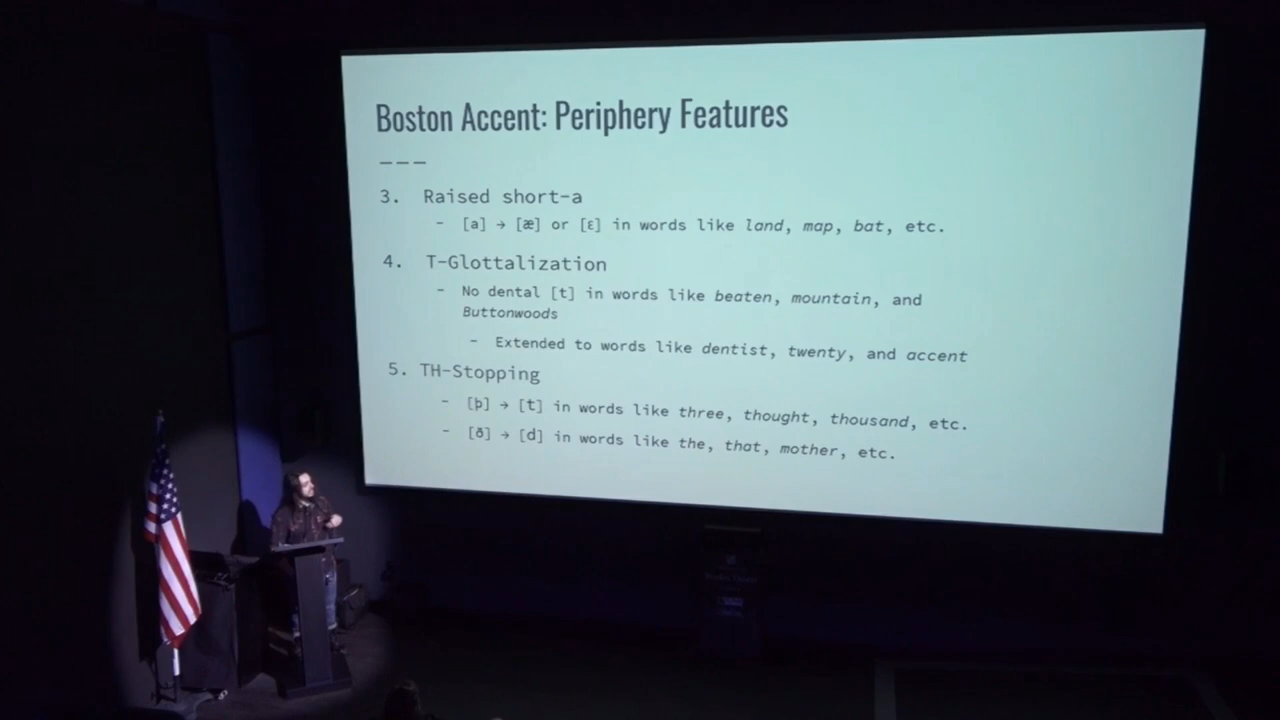 Boston Accent: Periphery Features
---
3. Raised short-a
- [a] → [æ] or [ɛ] in words like land, map, bat, etc.
4. T-Glottalization
- No dental [t] in words like beaten, mountain, and
Buttonwoods
- Extended to words like dentist, twenty, and accent
5. TH-Stopping
- [þ] → [t] in words like three, thought, thousand, etc.
- [ð] → [d] in words like the, that, mother, etc.